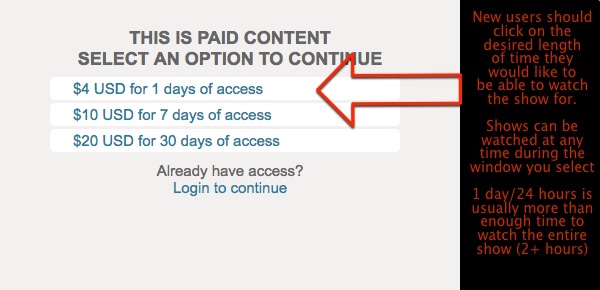 THIS IS PAID CONTENT
SELECT AN OPTION TO CONTINUE
$4 USD for 1 days of access
$10 USD for 7 days of access
$20 USD for 30 days of access
Already have access?
Login to continue
New users should
click on the
desired length
of time they
would like to
be able to watch
the show for.
Shows can be
watched at any
time during the
window you select
1 day/24 hours is
usually more than
enough time to
watch the entire
show (2+ hours)